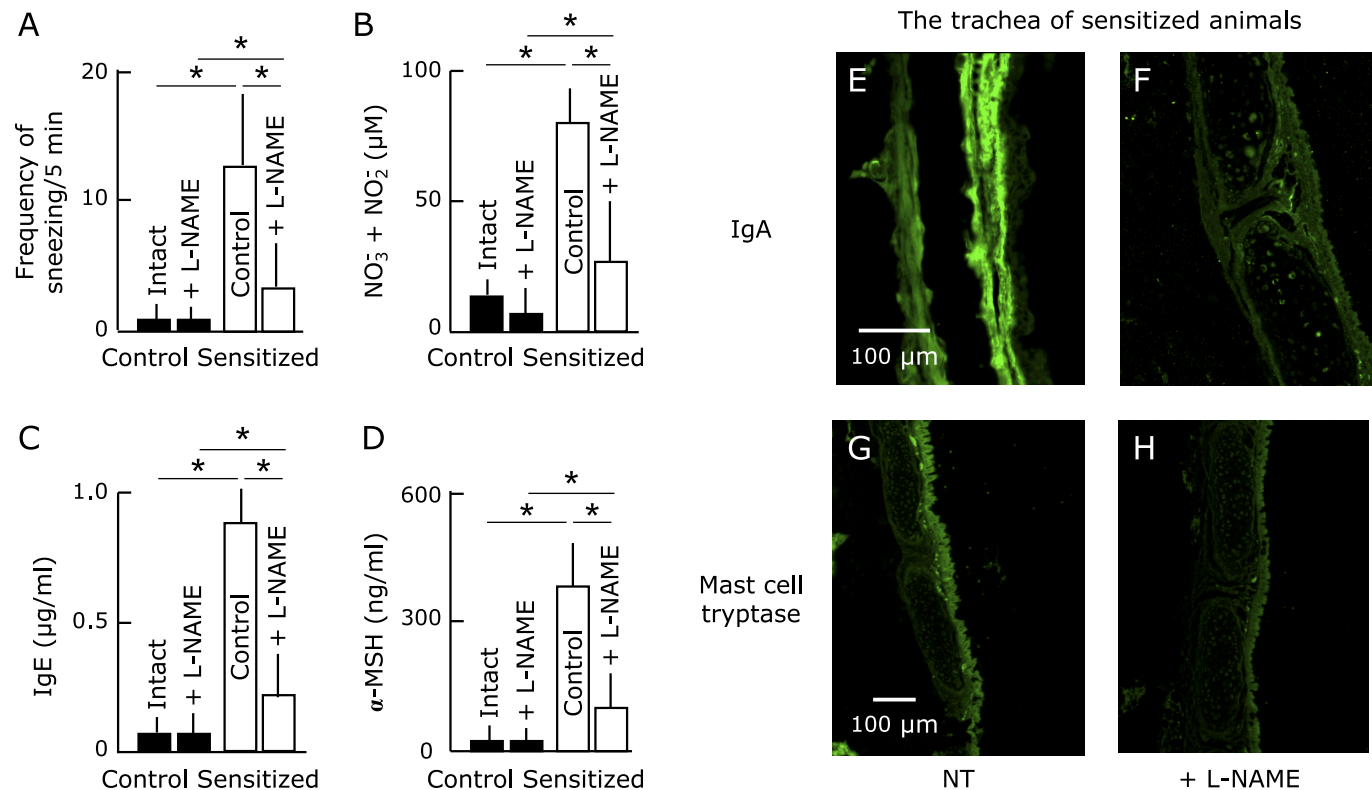 A
Frequency of
sneezing/5 min
20
10
0
*
*
*
Intact
+ L-NAME
Control
+ L-NAME
Control Sensitized
B
NO₃⁻ + NO₂⁻ (µM)
100
50
0
*
*
*
Intact
+ L-NAME
Control
+ L-NAME
Control Sensitized
The trachea of sensitized animals
IgA
E
100 µm
F
C
IgE (µg/ml)
1.0
0.5
0
*
*
*
Intact
+ L-NAME
Control
+ L-NAME
Control Sensitized
D
α-MSH (ng/ml)
600
300
0
*
*
*
Intact
+ L-NAME
Control
+ L-NAME
Control Sensitized
Mast cell
tryptase
G
100 µm
H
NT
+ L-NAME